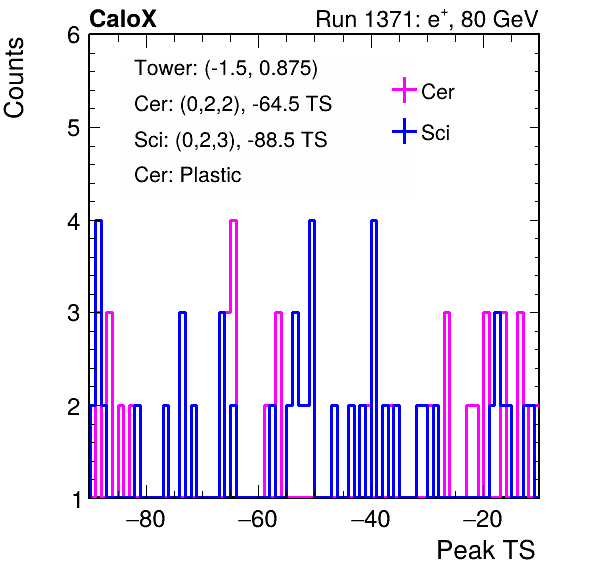 CaloX Run 1371: e⁺, 80 GeV
Counts
6
Tower: (-1.5, 0.875)
Cer
Cer: (0,2,2), -64.5 TS
5
Sci
Sci: (0,2,3), -88.5 TS
Cer: Plastic
4
3
2
1
−80 −60 −40 −20
Peak TS